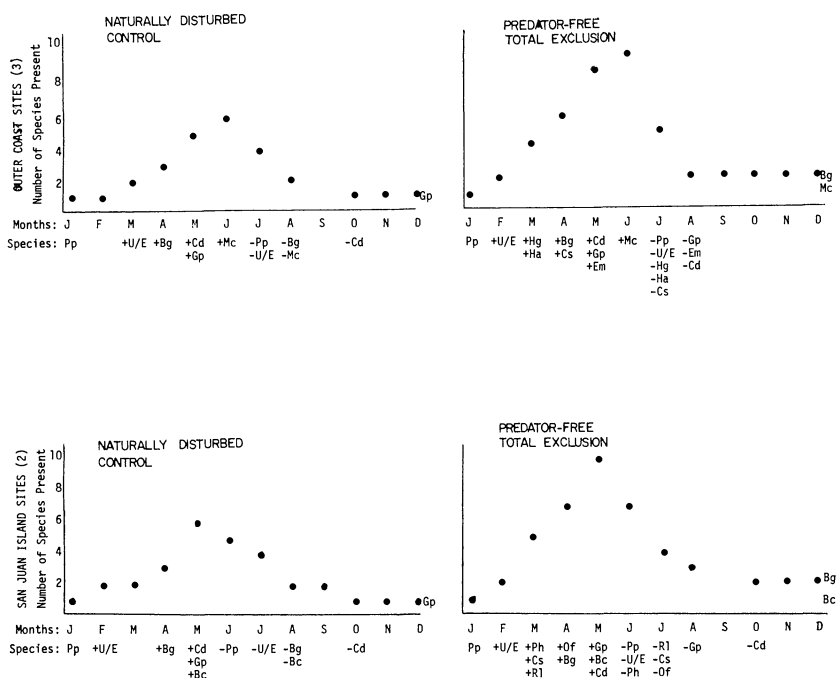 NATURALLY DISTURBED
CONTROL
OUTER COAST SITES (3)
Number of Species Present
10
8
6
4
2
Gp
Months: J F M A M J J A S O N D
Species: Pp +U/E +Bg +Cd +Mc -Pp -Bg -Cd
+Gp -U/E -Mc
PREDATOR-FREE
TOTAL EXCLUSION
Bg
Mc
J F M A M J J A S O N D
Pp +U/E +Hg +Bg +Cd +Mc -Pp -Gp
+Ha +Cs +Gp -U/E -Em
+Em -Hg -Cd
-Ha
-Cs
NATURALLY DISTURBED
CONTROL
SAN JUAN ISLAND SITES (2)
Number of Species Present
10
8
6
4
2
Gp
Months: J F M A M J J A S O N D
Species: Pp +U/E +Bg +Cd -Pp -U/E -Bg -Cd
+Gp -Bc
+Bc
PREDATOR-FREE
TOTAL EXCLUSION
Bg
Bc
J F M A M J J A S O N D
Pp +U/E +Ph +Of +Gp -Pp -Rl -Gp -Cd
+Cs +Bg +Bc -U/E -Cs
+Rl +Cd -Ph -Of